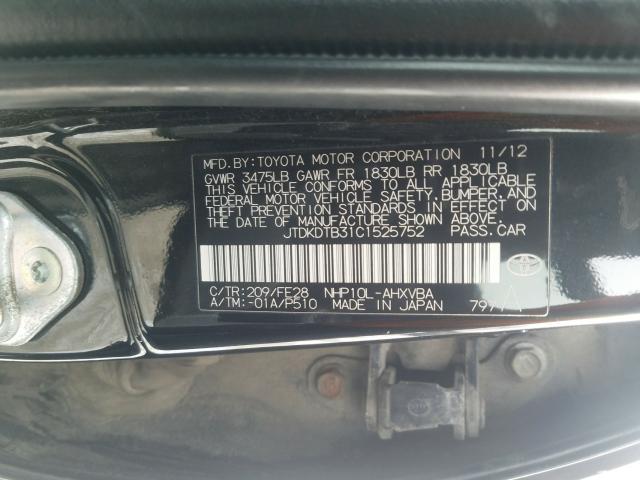 MFD.BY:TOYOTA MOTOR CORPORATION 11/12
GVWR 3475LB GAWR FR 1830LB RR 1830LB
THIS VEHICLE CONFORMS TO ALL APPLICABLE
FEDERAL MOTOR VEHICLE SAFETY,BUMPER,AND
THEFT PREVENTION STANDARDS IN EFFECT ON
THE DATE OF MANUFACTURE SHOWN ABOVE.
JTDKDTB31C1525752 PASS.CAR
C/TR:209/FE28 NHP10L-AHXVBA
A/TM:-01A/P510 MADE IN JAPAN